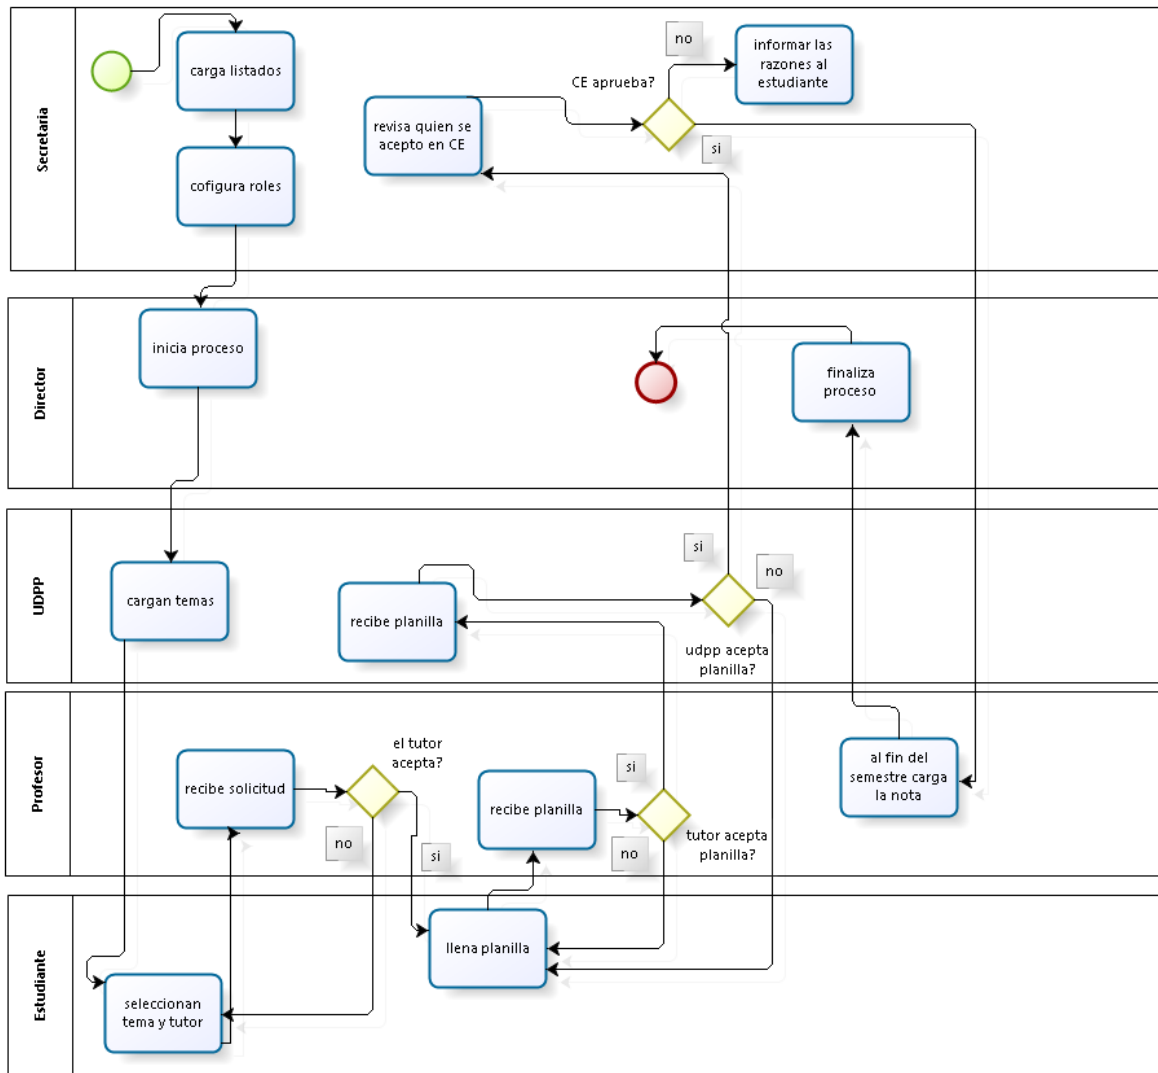 Secretaria
carga listados
cofigura roles
revisa quien se
acepto en CE
CE aprueba?
no
si
informar las
razones al
estudiante
Director
inicia proceso
finaliza
proceso
UDPP
cargan temas
recibe planilla
si
no
udpp acepta
planilla?
Profesor
recibe solicitud
el tutor
acepta?
no
si
recibe planilla
si
no
tutor acepta
planilla?
al fin del
semestre carga
la nota
Estudiante
seleccionan
tema y tutor
llena planilla